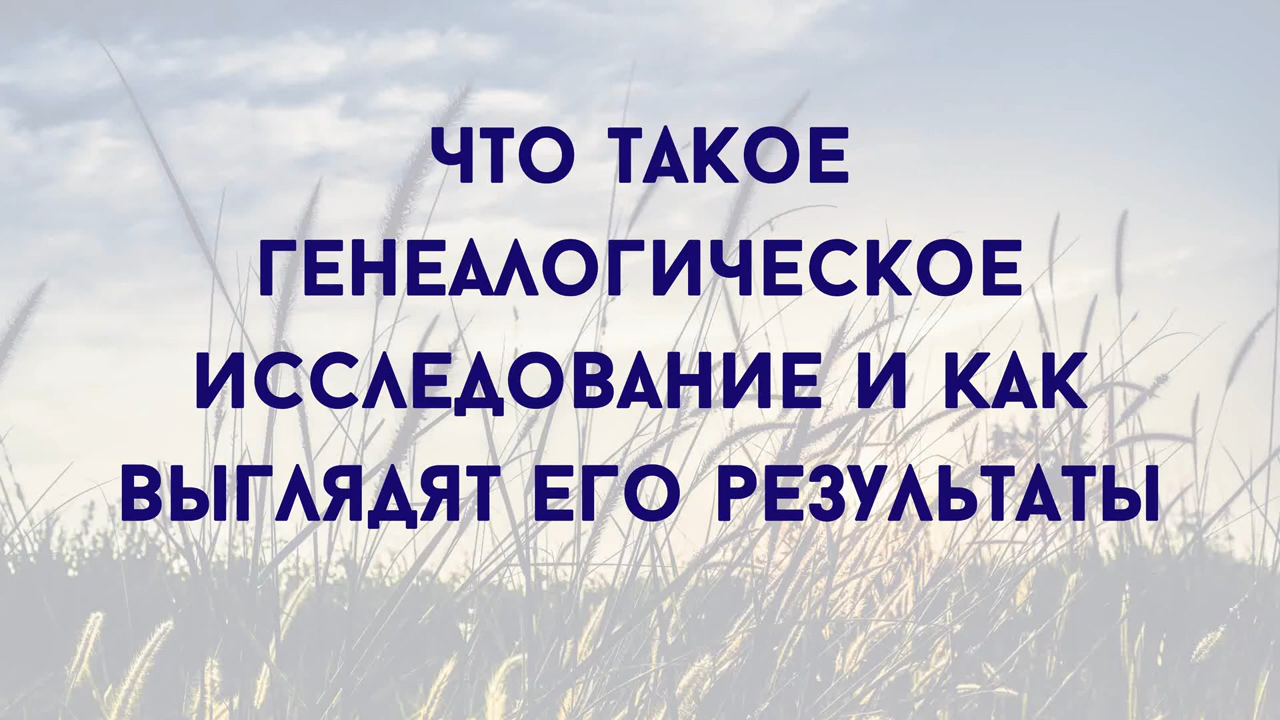 ЧТО ТАКОЕ
ГЕНЕАЛОГИЧЕСКОЕ
ИССЛЕДОВАНИЕ И КАК
ВЫГЛЯДЯТ ЕГО РЕЗУЛЬТАТЫ